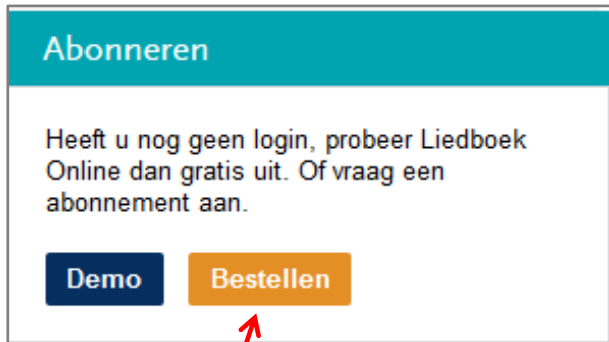 Abonneren
Heeft u nog geen login, probeer Liedboek
Online dan gratis uit. Of vraag een
abonnement aan.
Demo Bestellen